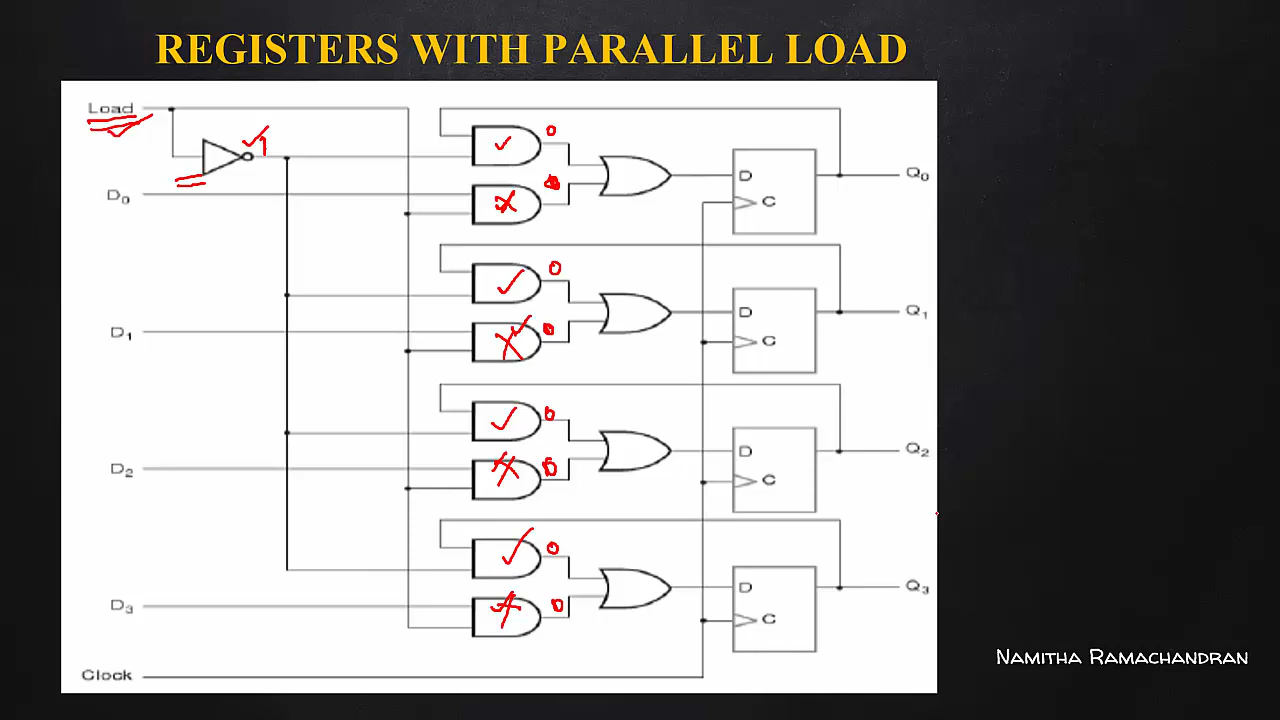 REGISTERS WITH PARALLEL LOAD
Load
1
0
D Q0
D0
0
C
0
D Q1
D1
0
C
0
D Q2
D2
0
C
0
D Q3
D3
0
C
Clock
NAMITHA RAMACHANDRAN